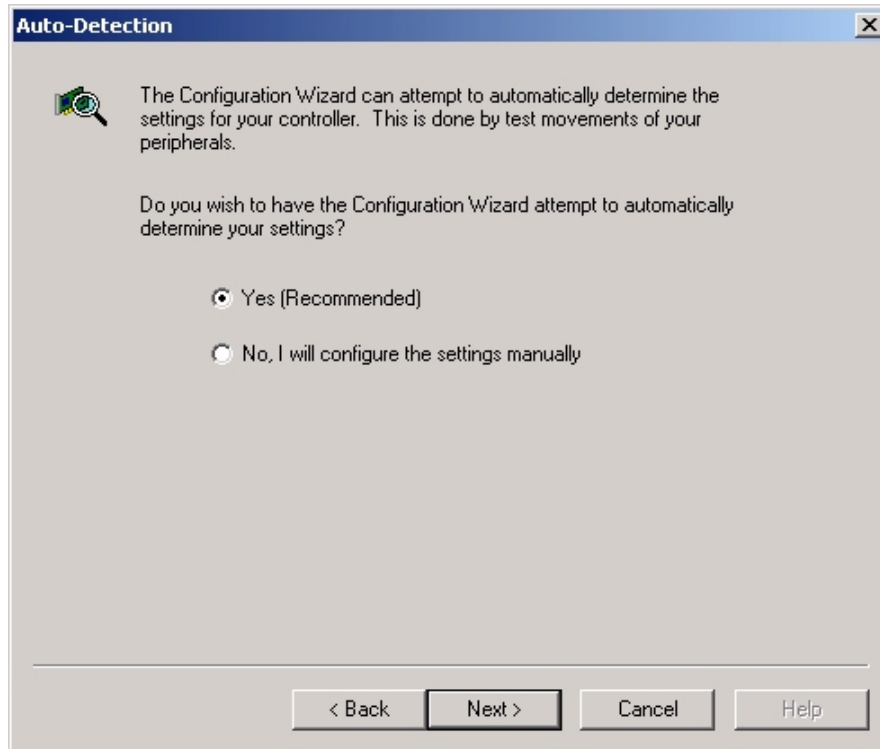 Auto-Detection
The Configuration Wizard can attempt to automatically determine the
settings for your controller.  This is done by test movements of your
peripherals.
Do you wish to have the Configuration Wizard attempt to automatically
determine your settings?
Yes (Recommended)
No, I will configure the settings manually
< Back
Next >
Cancel
Help